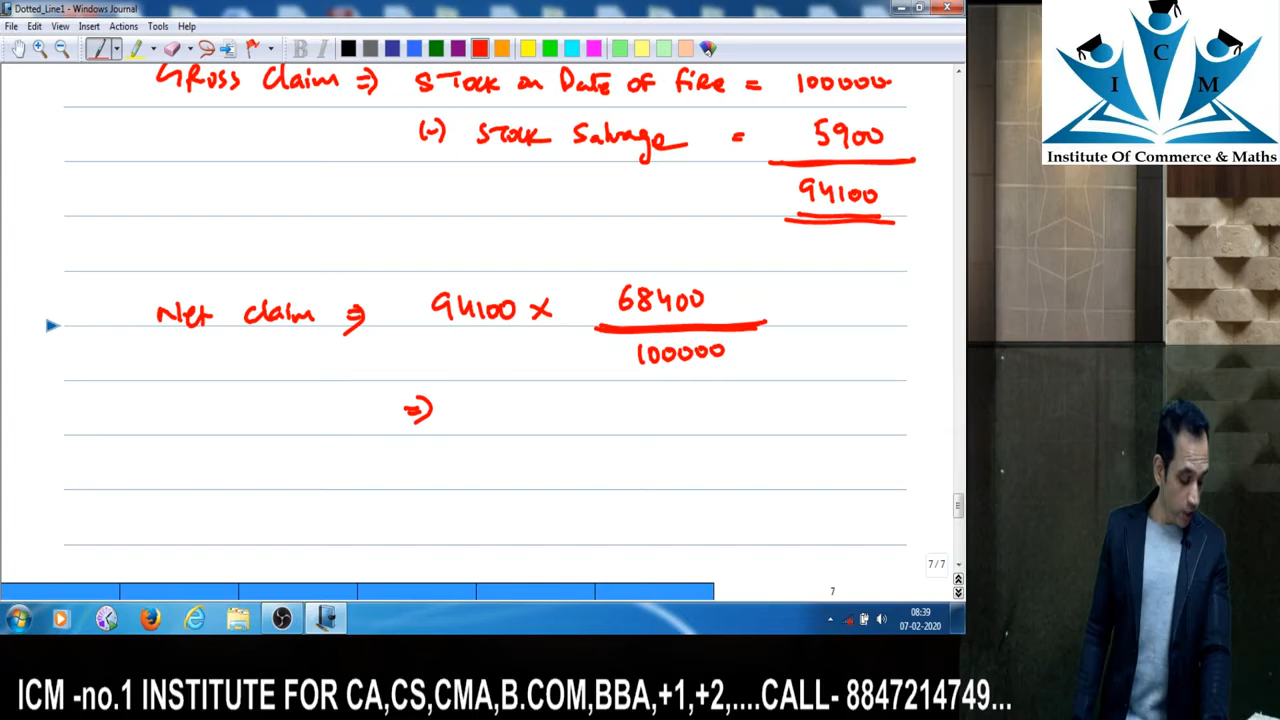 Dotted_Line1 - Windows Journal
File Edit View Insert Actions Tools Help
Gross Claim ⇒ Stock on Date of fire = 100000
(-) Stock Salvage = 5900
94100
Net claim ⇒ 94100 × 68400
100000
⇒
7/7
7
08:39
07-02-2020
I C M
Institute Of Commerce & Maths
ICM -no.1 INSTITUTE FOR CA,CS,CMA,B.COM,BBA,+1,+2,....CALL- 8847214749...